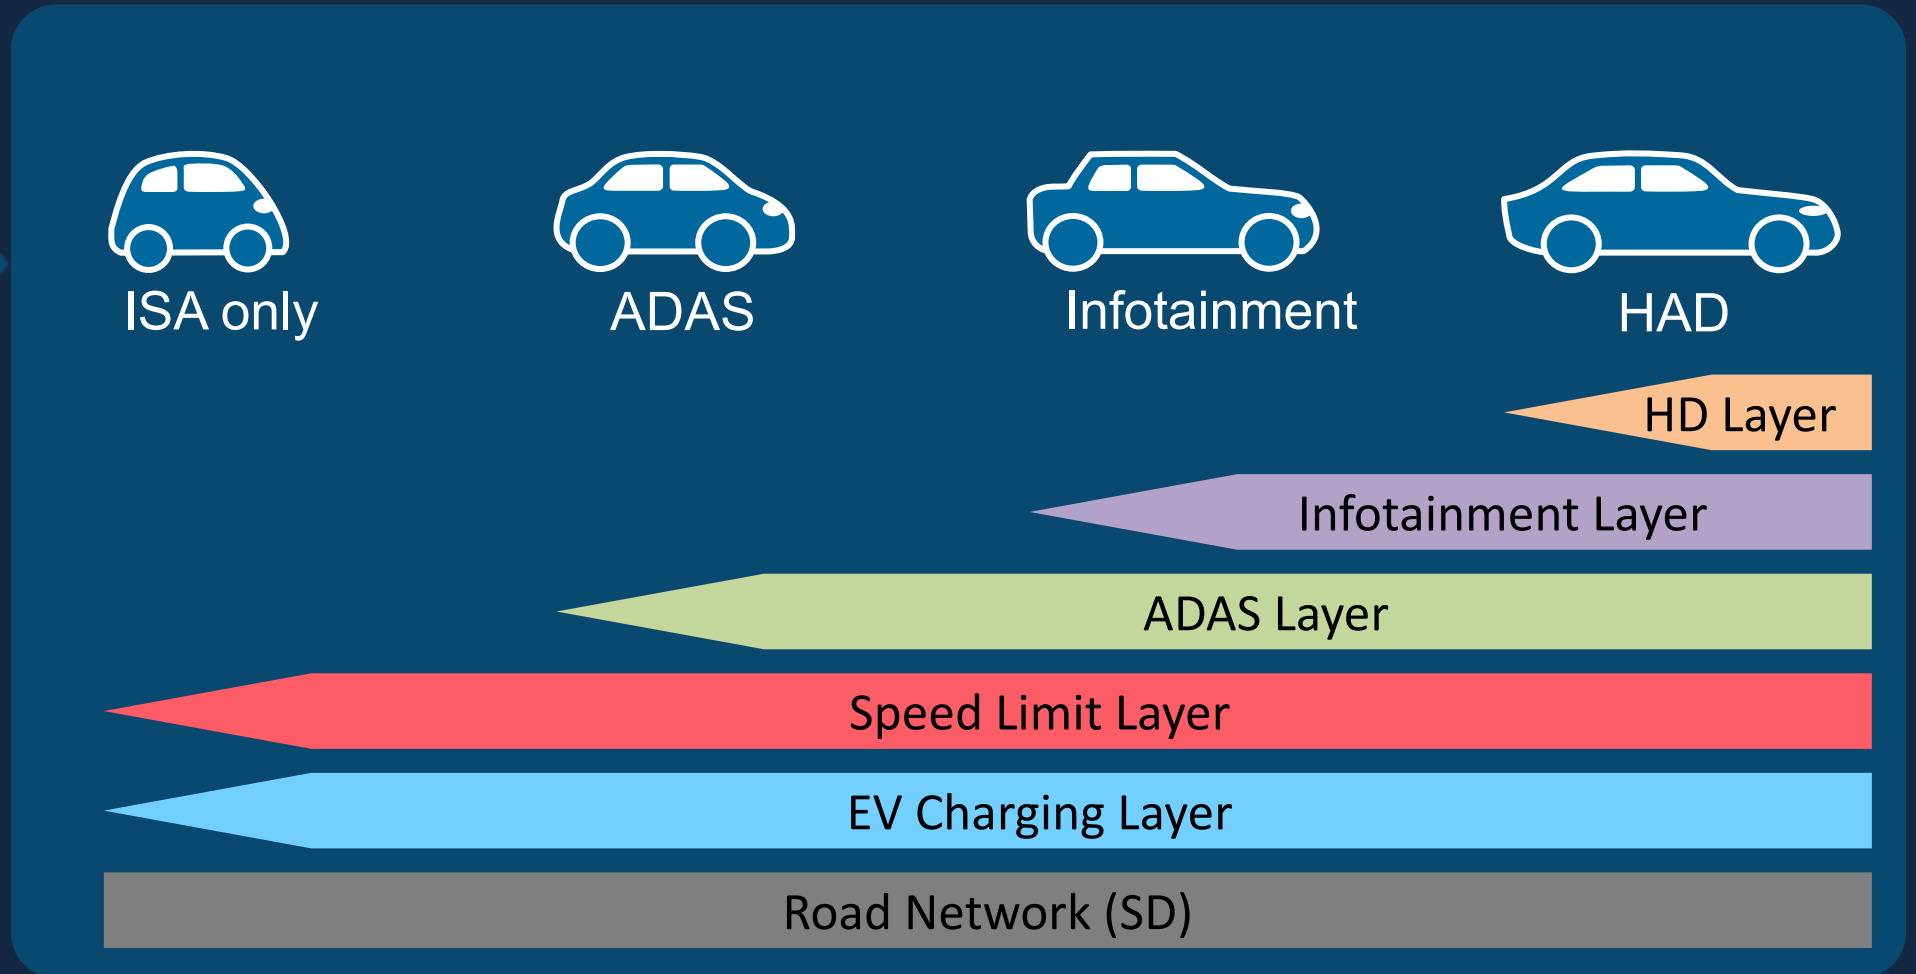 ISA only
ADAS
Infotainment
HAD
HD Layer
Infotainment Layer
ADAS Layer
Speed Limit Layer
EV Charging Layer
Road Network (SD)